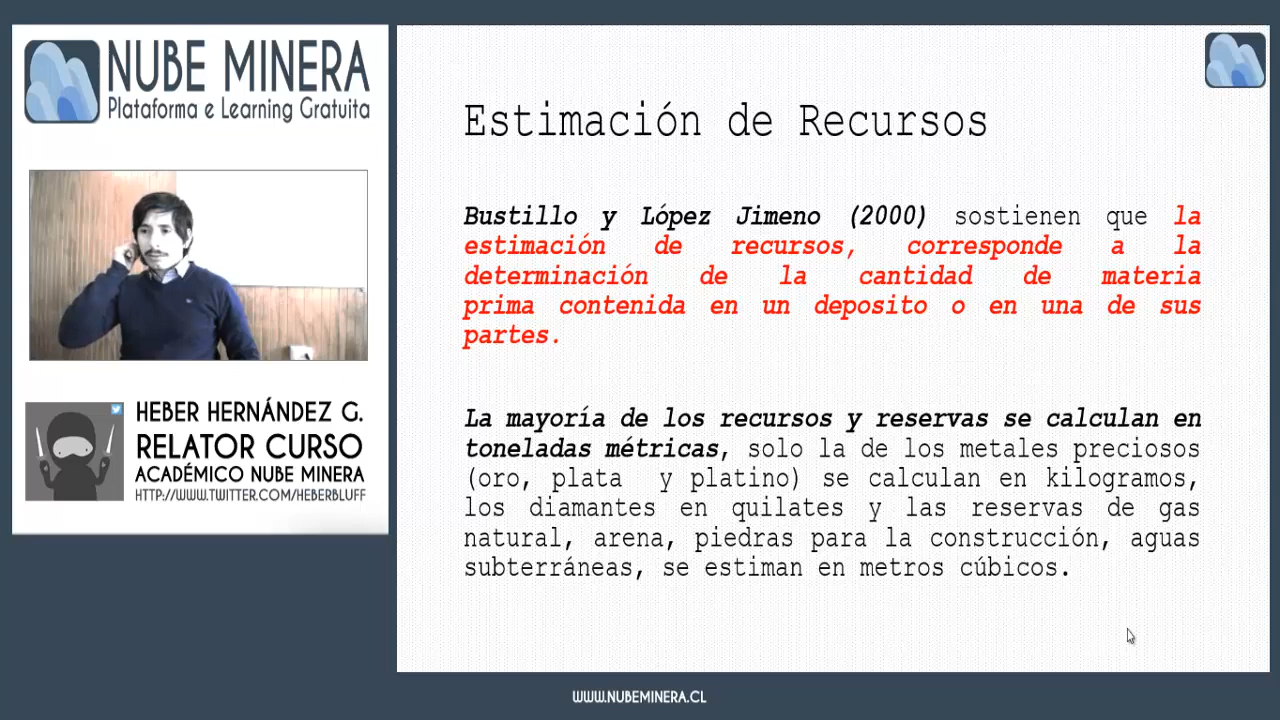 NUBE MINERA
Plataforma e Learning Gratuita
HEBER HERNÁNDEZ G.
RELATOR CURSO
ACADÉMICO NUBE MINERA
HTTP://WWW.TWITTER.COM/HEBERBLUFF
Estimación de Recursos
Bustillo y López Jimeno (2000) sostienen que la
estimación de recursos, corresponde a la
determinación de la cantidad de materia
prima contenida en un deposito o en una de sus
partes.
La mayoría de los recursos y reservas se calculan en
toneladas métricas, solo la de los metales preciosos
(oro, plata y platino) se calculan en kilogramos,
los diamantes en quilates y las reservas de gas
natural, arena, piedras para la construcción, aguas
subterráneas, se estiman en metros cúbicos.
WWW.NUBEMINERA.CL